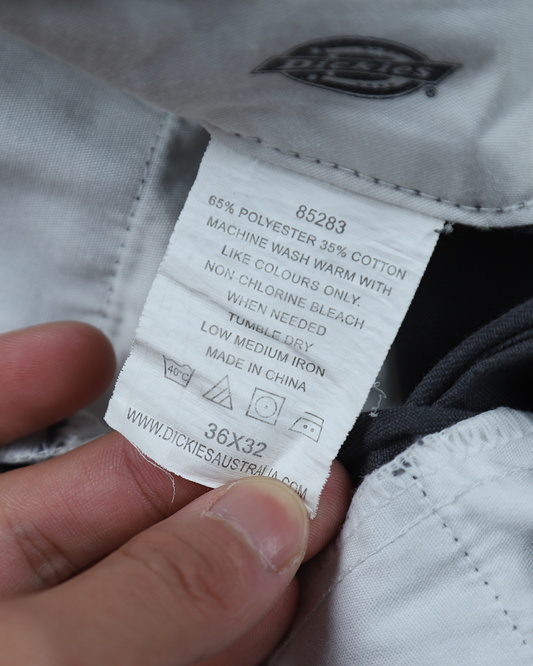 DICKIES
®
85283
65% POLYESTER 35% COTTON
MACHINE WASH WARM WITH
LIKE COLOURS ONLY.
NON-CHLORINE BLEACH
WHEN NEEDED
TUMBLE DRY
LOW MEDIUM IRON
MADE IN CHINA
40°C
36X32
WWW.DICKIESAUSTRALIA.COM